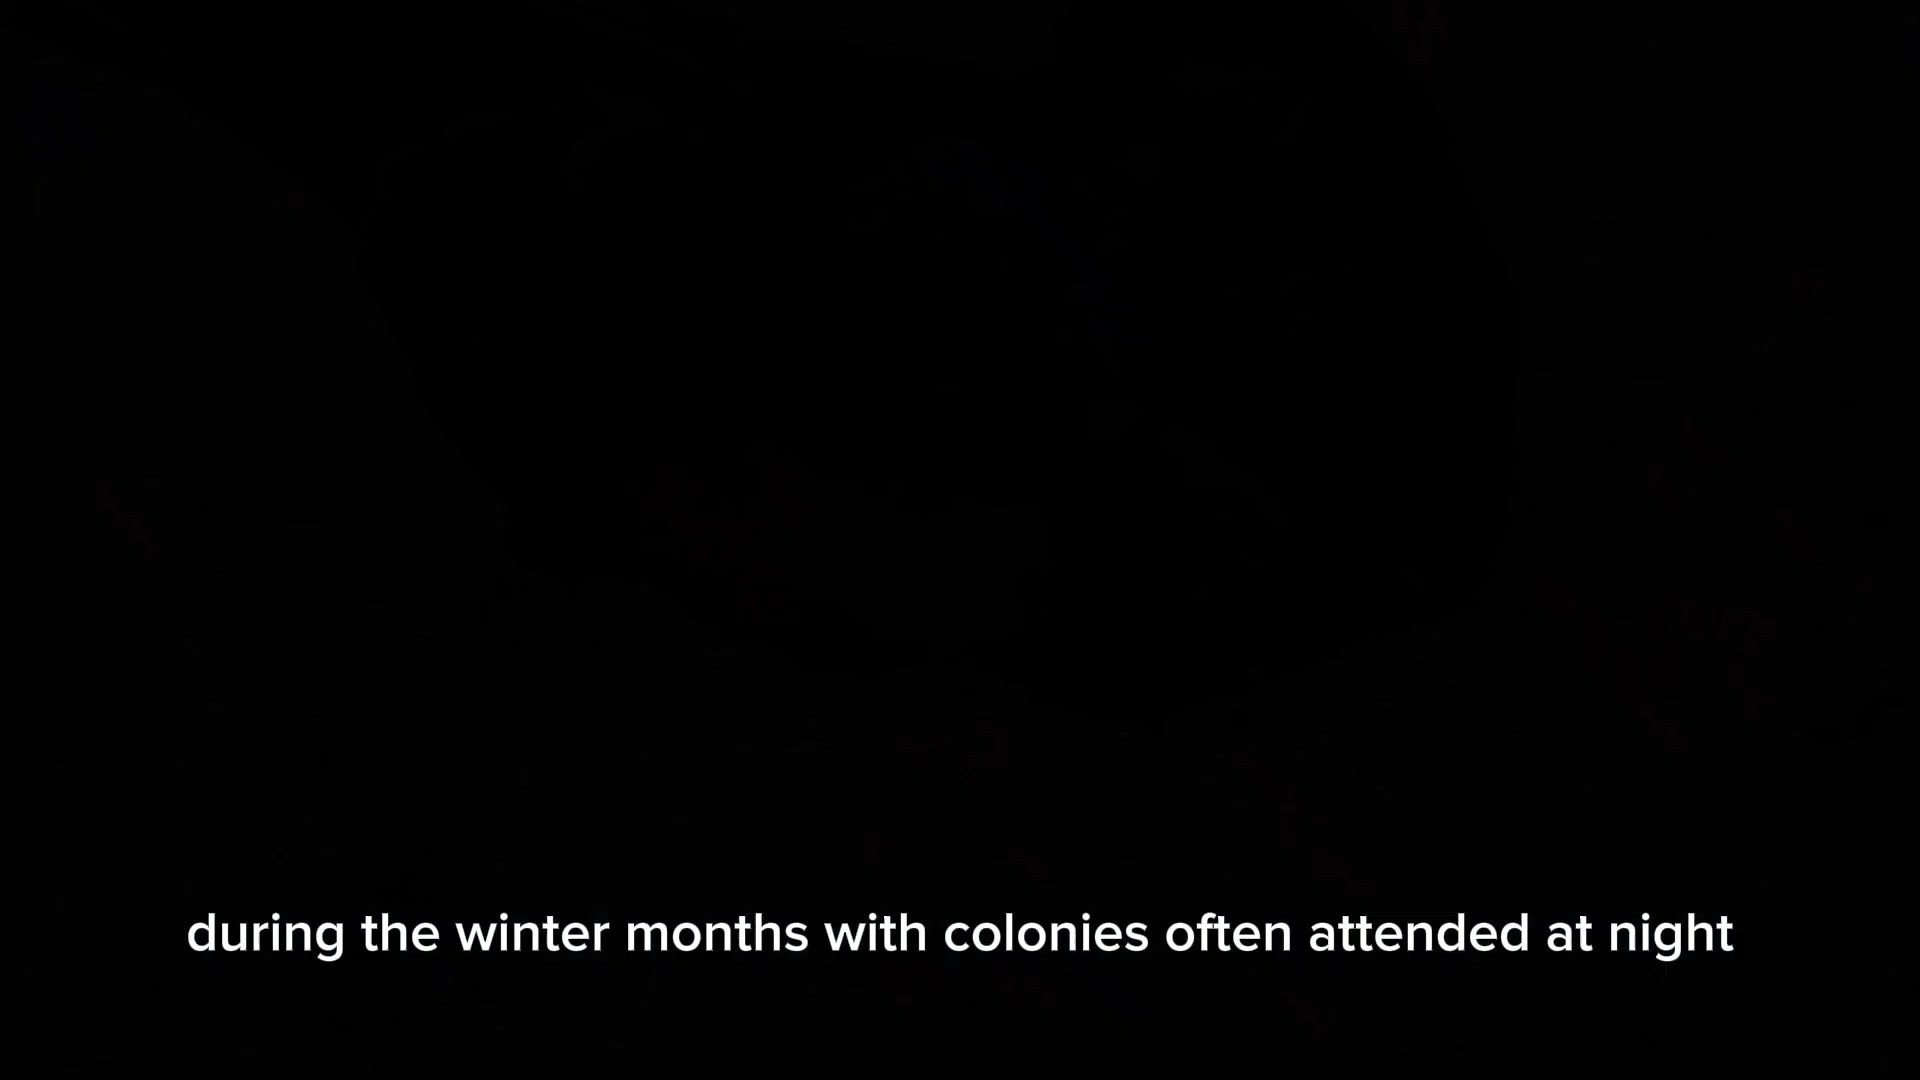 during the winter months with colonies often attended at night